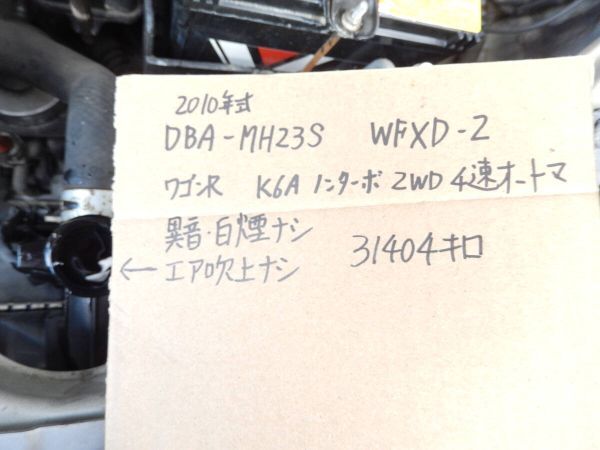 2010年式
DBA-MH23S WFXD-2
ワゴンR K6A ノンターボ 2WD 4速オートマ
異音・白煙ナシ
31404キロ
←エアロ吹上ナシ